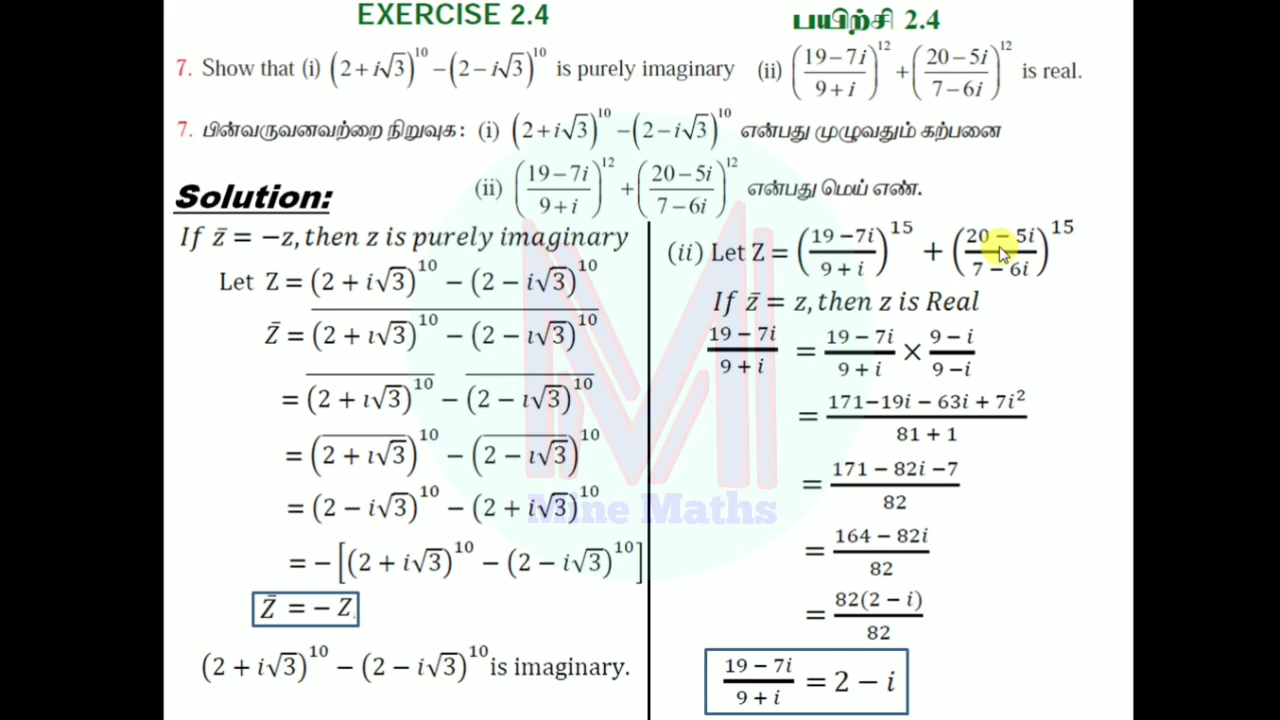 EXERCISE 2.4
பயிற்சி 2.4
7. Show that (i) (2+i√3)^10 −(2−i√3)^10 is purely imaginary (ii) ((19−7i)/(9+i))^12 + ((20−5i)/(7−6i))^12 is real.
7. பின்வருவனவற்றை நிறுவுக: (i) (2+i√3)^10 −(2−i√3)^10 என்பது முழுவதும் கற்பனை
(ii) ((19−7i)/(9+i))^12 + ((20−5i)/(7−6i))^12 என்பது மெய் எண்.
Solution:
If z̄ = −z, then z is purely imaginary
Let Z = (2 + i√3)^10 − (2 − i√3)^10
Z̄ = \overline{(2 + ı√3)^10 − (2 − ı√3)^10}
= \overline{(2 + ı√3)^10} − \overline{(2 − ı√3)^10}
= (\overline{2 + ı√3})^10 − (\overline{2 − ı√3})^10
= (2 − i√3)^10 − (2 + i√3)^10
= −[(2 + i√3)^10 − (2 − i√3)^10]
Z̄ = − Z
(2 + i√3)^10 − (2 − i√3)^10 is imaginary.
(ii) Let Z = ((19 −7i)/(9 + i))^15 + ((20 − 5i)/(7 − 6i))^15
If z̄ = z, then z is Real
(19 − 7i)/(9 + i) = (19 − 7i)/(9 + i) × (9 − i)/(9 −i)
= (171−19i − 63i + 7i²)/(81 + 1)
= (171 − 82i −7)/82
= (164 − 82i)/82
= 82(2 − i)/82
(19 − 7i)/(9 + i) = 2 − i
Mine Maths